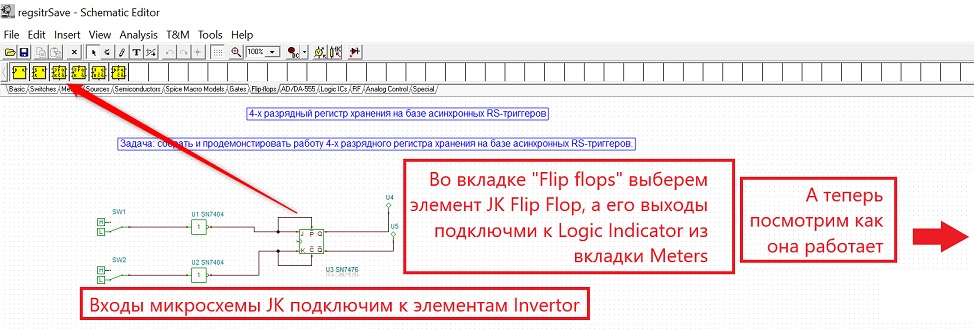 regsitrSave - Schematic Editor
File Edit Insert View Analysis T&M Tools Help
100%
Basic Switches Me Sources Semiconductors Spice Macro Models Gates Flip-flops AD/DA-555 Logic ICs RF Analog Control Special
4-х разрядный регистр хранения на базе асинхронных RS-триггеров
Задача: собрать и продемонстировать работу 4-х разрядного регистра хранения на базе асинхронных RS-триггеров.
Во вкладке "Flip flops" выберем
элемент JK Flip Flop, а его выходы
подключми к Logic Indicator из
вкладки Meters
А теперь
посмотрим как
она работает
U4
U5
SW1
H
L
U1 SN7404
1
J P Q
K C Q
U3 SN7476
SW2
H
L
U2 SN7404
1
Входы микросхемы JK подключим к элементам Invertor